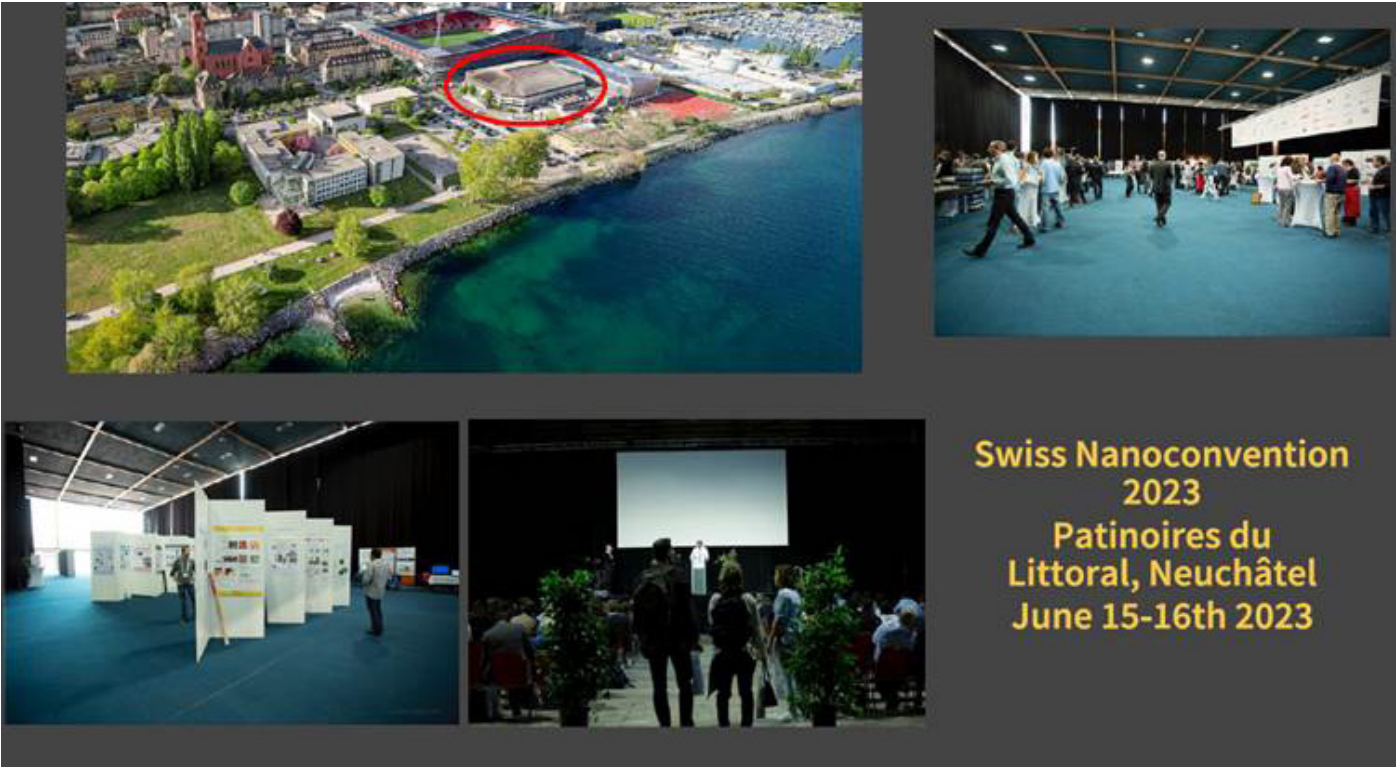 Swiss Nanoconvention
2023
Patinoires du
Littoral, Neuchâtel
June 15-16th 2023